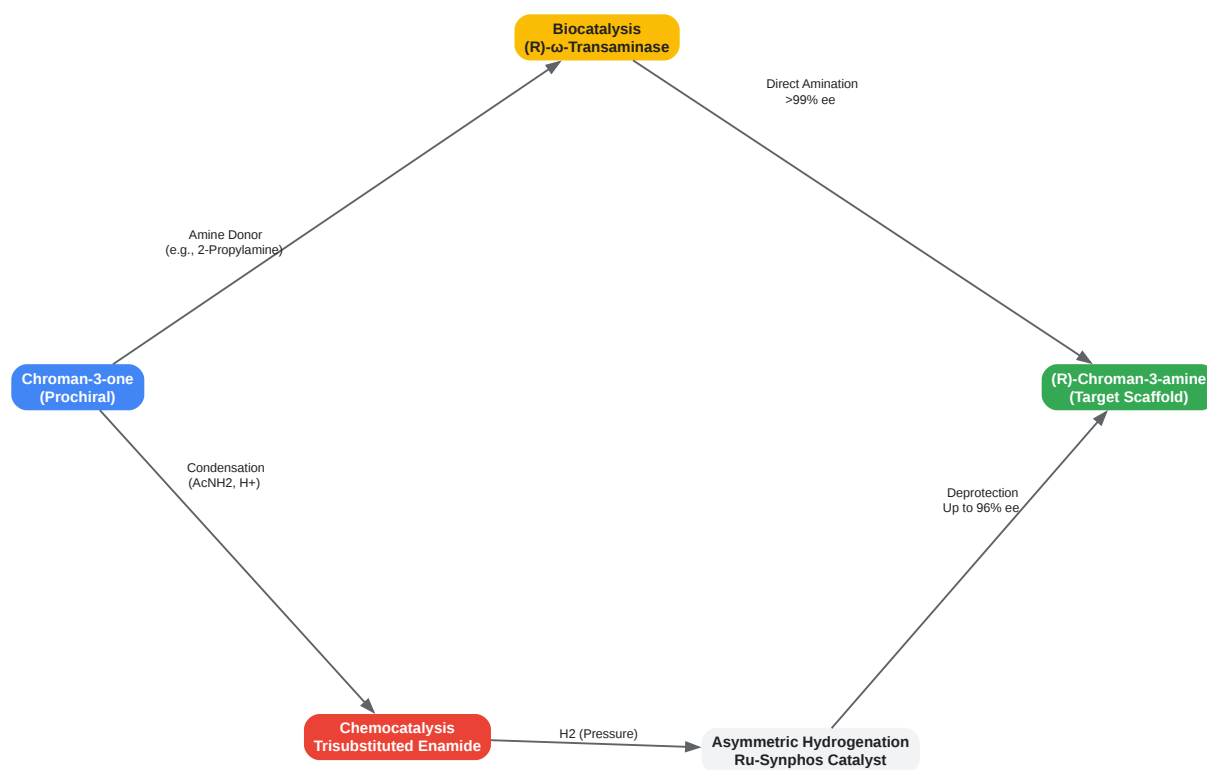 Biocatalysis
(R)-ω-Transaminase
Direct Amination
>99% ee
Amine Donor
(e.g., 2-Propylamine)
Chroman-3-one
(Prochiral)
(R)-Chroman-3-amine
(Target Scaffold)
Condensation
(AcNH2, H+)
Deprotection
Up to 96% ee
Chemocatalysis
Trisubstituted Enamide
H2 (Pressure)
Asymmetric Hydrogenation
Ru-Synphos Catalyst